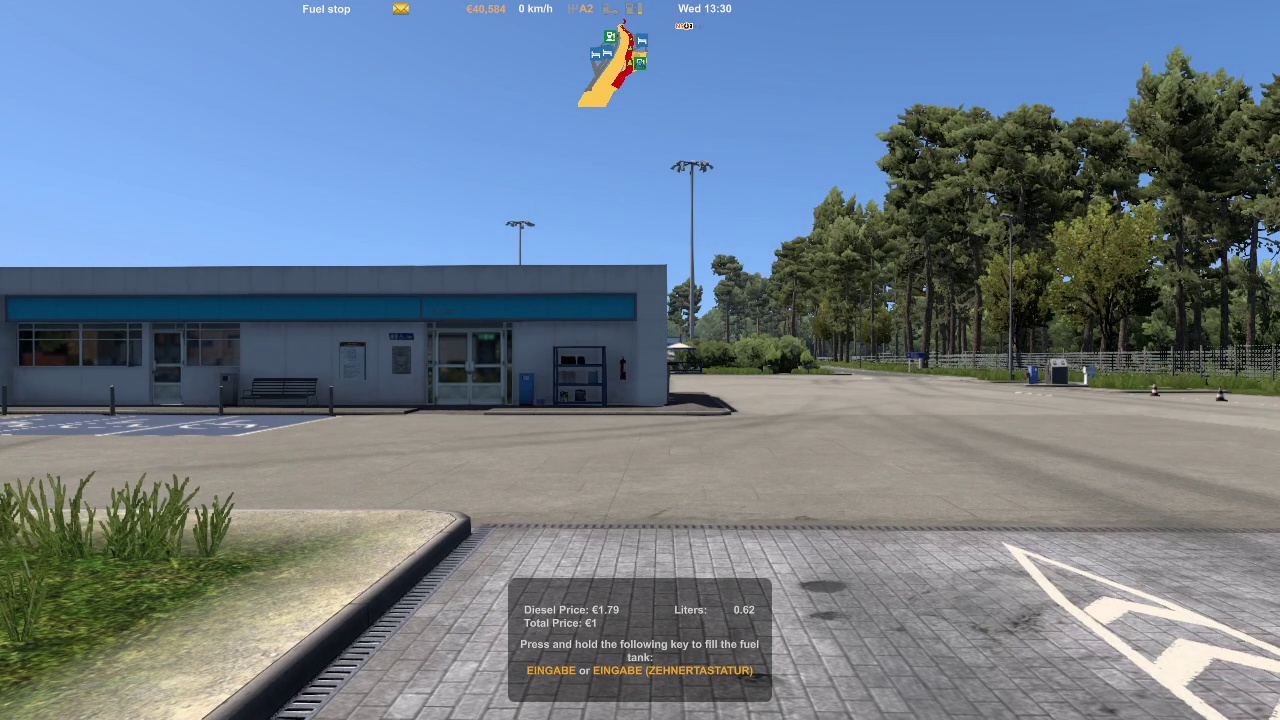 Fuel stop
€40,584
0 km/h
A2
Wed 13:30
Diesel Price: €1.79
Liters: 0.62
Total Price: €1
Press and hold the following key to fill the fuel
tank:
EINGABE or EINGABE (ZEHNERTASTATUR)